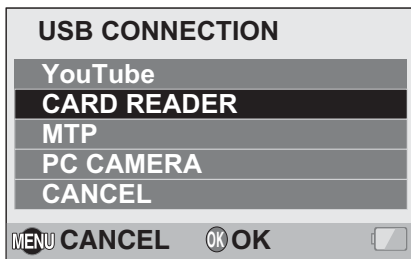 USB CONNECTION
YouTube
CARD READER
MTP
PC CAMERA
CANCEL
MENU CANCEL OK OK